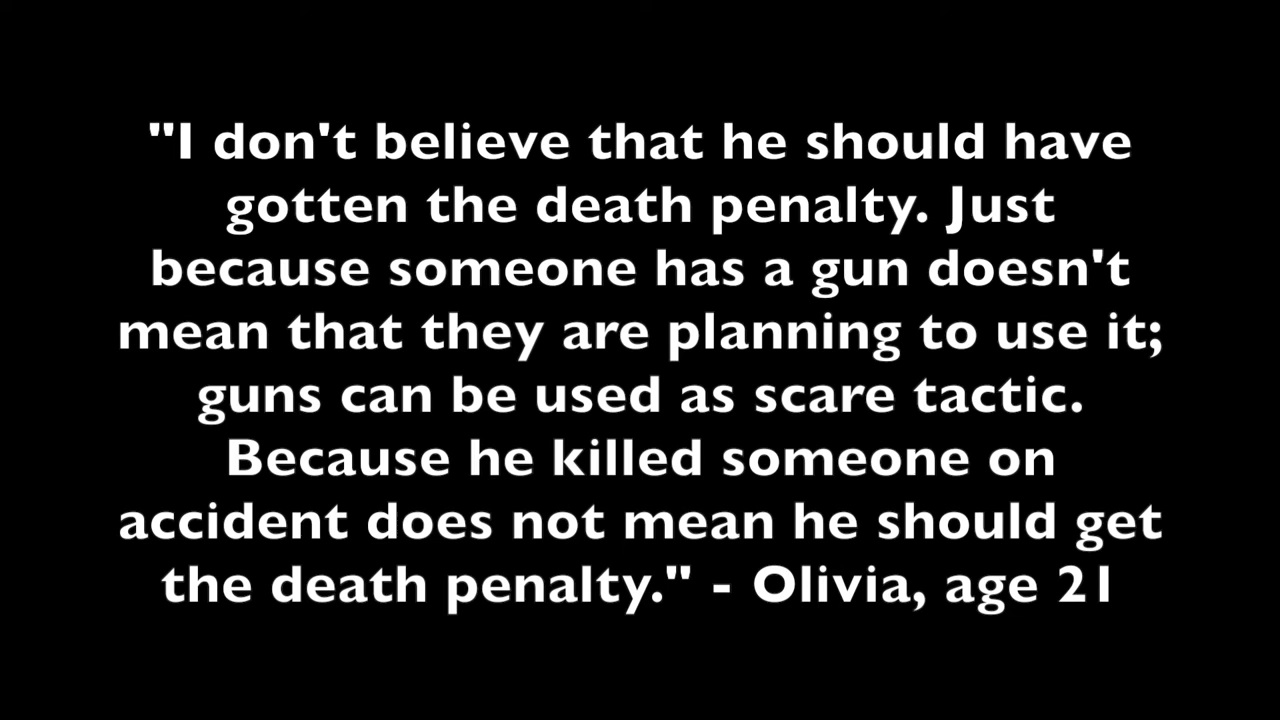 "I don't believe that he should have
gotten the death penalty. Just
because someone has a gun doesn't
mean that they are planning to use it;
guns can be used as scare tactic.
Because he killed someone on
accident does not mean he should get
the death penalty." - Olivia, age 21